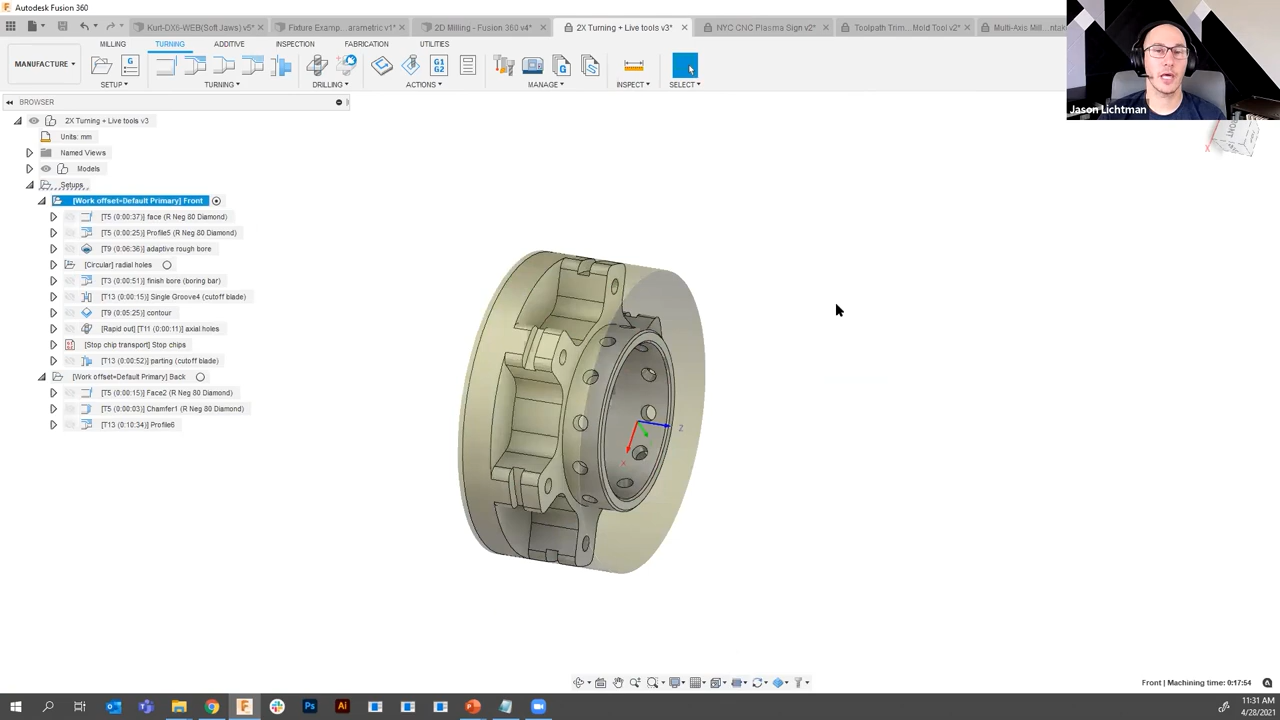 Autodesk Fusion 360
Kurt-DX6-WEB(Soft Jaws) v5*
Fixture Examp...arametric v1*
2D Milling - Fusion 360 v4*
2X Turning + Live tools v3*
NYC CNC Plasma Sign v2*
Toolpath Trim...Mold Tool v2*
Jason Lichtman
MANUFACTURE
MILLING TURNING ADDITIVE INSPECTION FABRICATION UTILITIES
SETUP TURNING DRILLING ACTIONS MANAGE INSPECT SELECT
G1
G2
BROWSER
FRONT
X
2X Turning + Live tools v3
Units: mm
Named Views
Models
Setups
[Work offset=Default Primary] Front
[T5 (0:00:37)] face (R Neg 80 Diamond)
[T5 (0:00:25)] Profile5 (R Neg 80 Diamond)
[T9 (0:06:36)] adaptive rough bore
[Circular] radial holes
[T3 (0:00:51)] finish bore (boring bar)
[T13 (0:00:15)] Single Groove4 (cutoff blade)
[T9 (0:05:25)] contour
[Rapid out] [T11 (0:00:11)] axial holes
[Stop chip transport] Stop chips
[T13 (0:00:52)] parting (cutoff blade)
[Work offset=Default Primary] Back
[T5 (0:00:15)] Face2 (R Neg 80 Diamond)
[T5 (0:00:03)] Chamfer1 (R Neg 80 Diamond)
[T13 (0:10:34)] Profile6
Z
X
Front | Machining time: 0:17:54
11:31 AM
4/28/2021